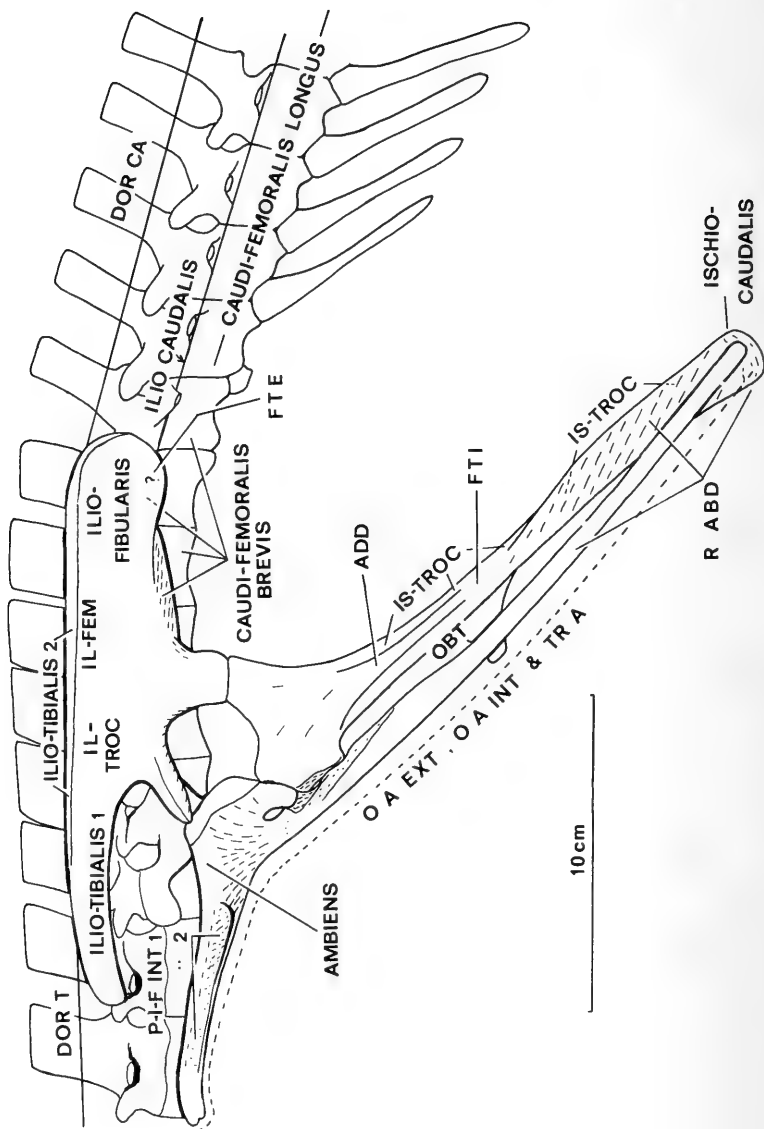 DOR T
ILIO-TIBIALIS 1
ILIO-TIBIALIS 2
IL-
TROC
IL-FEM
ILIO-
FIBULARIS
?
DOR CA
ILIO CAUDALIS
CAUDI-FEMORALIS LONGUS
P-I-F INT 1
.. 2
CAUDI-FEMORALIS
BREVIS
FTE
AMBIENS
ADD
IS-TROC
FTI
IS-TROC
OBT
ISCHIO-
CAUDALIS
R ABD
O A EXT, O A INT & TR A
10 cm